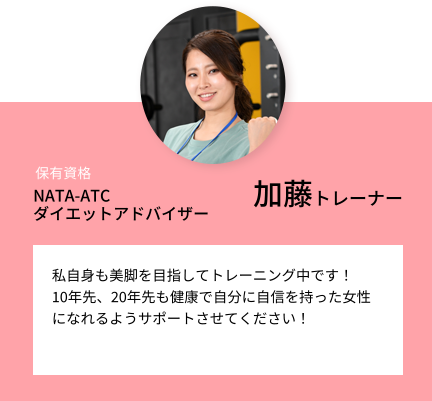 保有資格
NATA-ATC
ダイエットアドバイザー
加藤トレーナー
私自身も美脚を目指してトレーニング中です！
10年先、20年先も健康で自分に自信を持った女性
になれるようサポートさせてください！